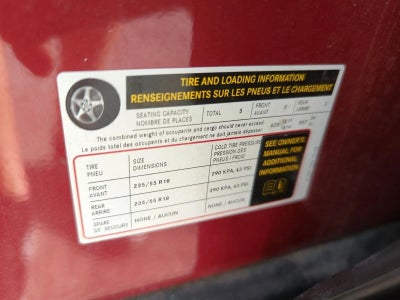 TIRE AND LOADING INFORMATION
RENSEIGNEMENTS SUR LES PNEUS ET LE CHARGEMENT
SEATING CAPACITY
NOMBRE DE PLACES
TOTAL 5
FRONT
AVANT 2
REAR
ARRIÈRE
The combined weight of occupants and cargo should never exceed
Le poids total des occupants et du chargement ne doit jamais dépasser
TIRE
PNEU
SIZE
DIMENSIONS
COLD TIRE PRESSURE
PRESSION DES
PNEUS / FROID
FRONT
AVANT
235/55 R18
290 KPA, 42 PSI
REAR
ARRIERE
235/55 R18
290 KPA, 42 PSI
SPARE
DE SECOURS
NONE / AUCUN
NONE / AUCUN
SEE OWNER'S
MANUAL FOR
ADDITIONAL
INFORMATION